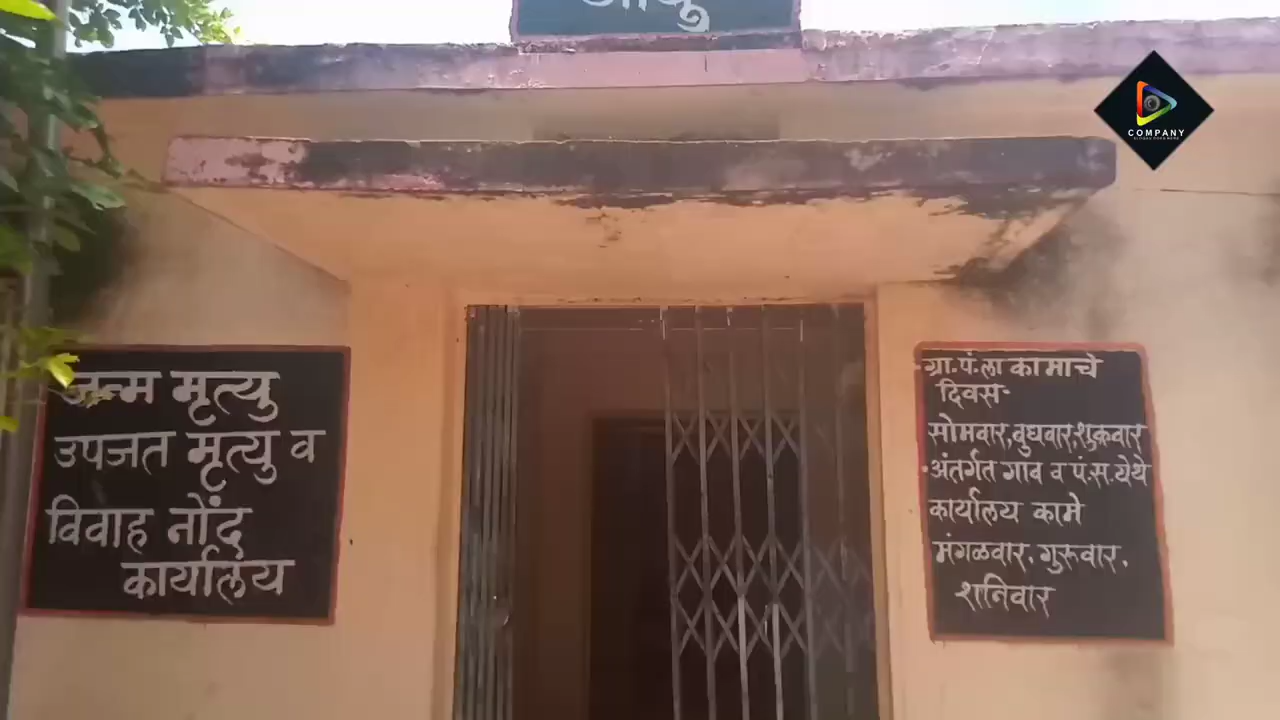 जन्म मृत्यु
उपजत मृत्यु व
विवाह नोंद
कार्यालय
ग्रा.पं.ला कामाचे
दिवस-
सोमवार,बुधवार,शुक्रवार
•अंतर्गत गाव व पं.स.येथे
कार्यालय कामे
मंगळवार, गुरूवार,
शनिवार
COMPANY